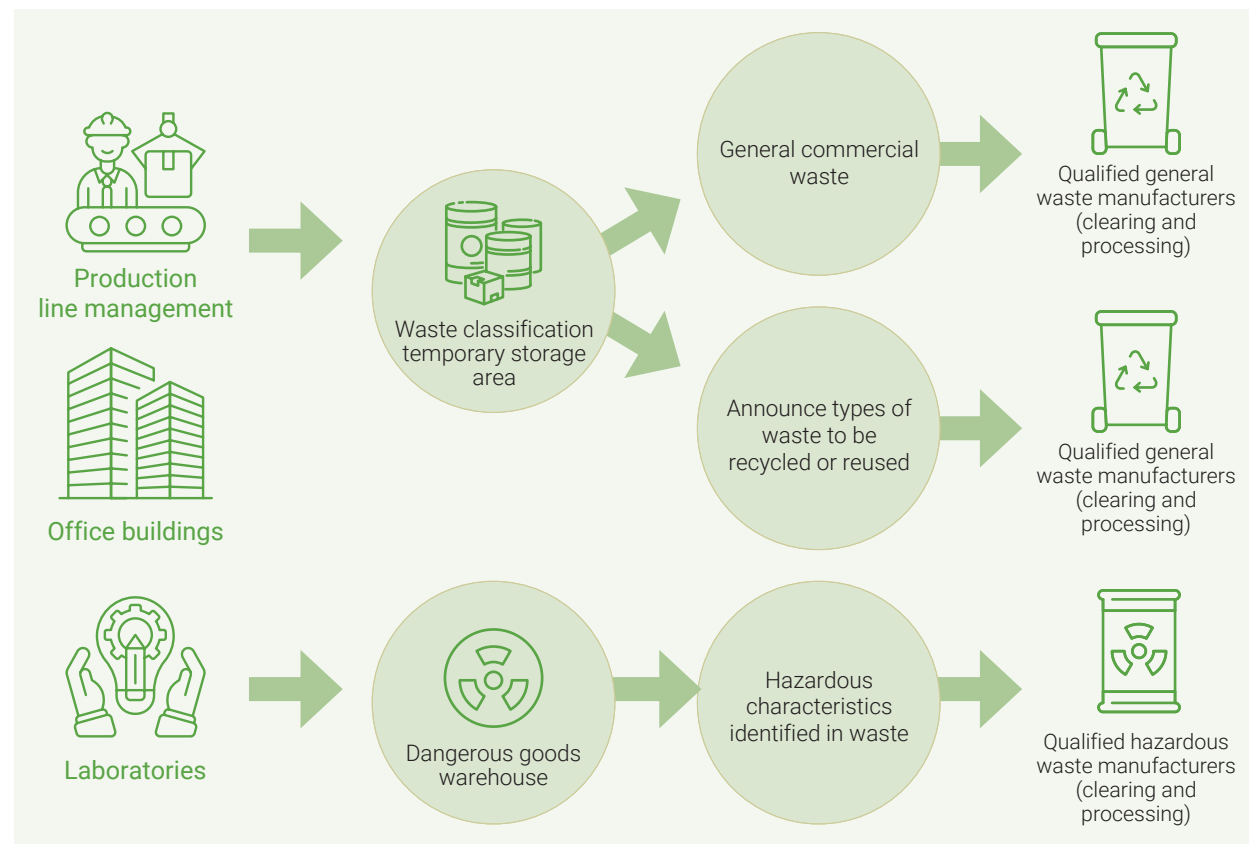 Production
line management
Office buildings
Laboratories
Waste classification
temporary storage
area
Dangerous goods
warehouse
General commercial
waste
Announce types of
waste to be
recycled or reused
Hazardous
characteristics
identified in waste
Qualified general
waste manufacturers
(clearing and
processing)
Qualified general
waste manufacturers
(clearing and
processing)
Qualified hazardous
waste manufacturers
(clearing and
processing)